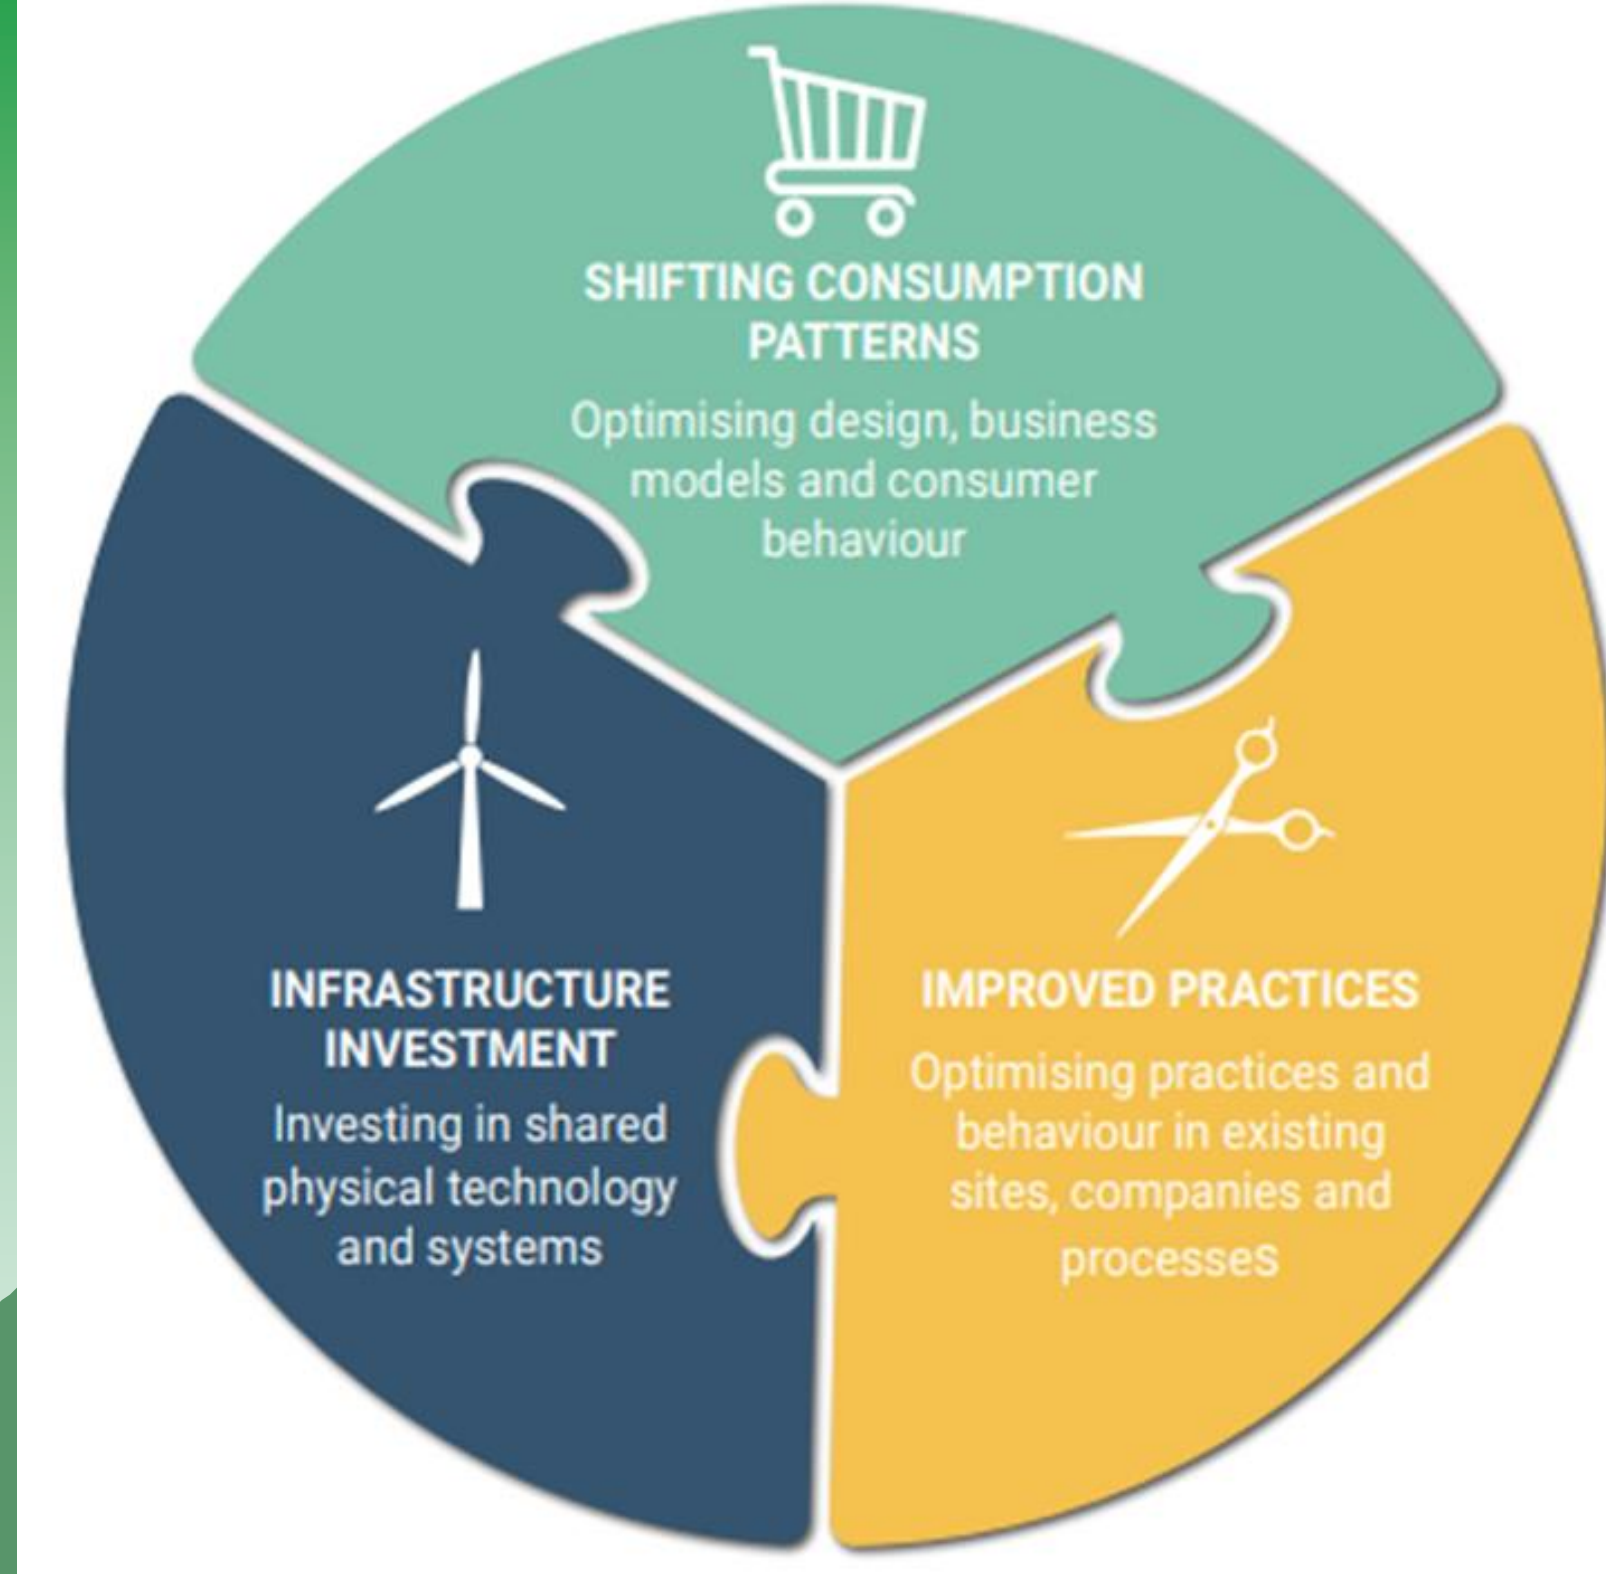 SHIFTING CONSUMPTION
PATTERNS
Optimising design, business
models and consumer
behaviour
INFRASTRUCTURE
INVESTMENT
Investing in shared
physical technology
and systems
IMPROVED PRACTICES
Optimising practices and
behaviour in existing
sites, companies and
processes